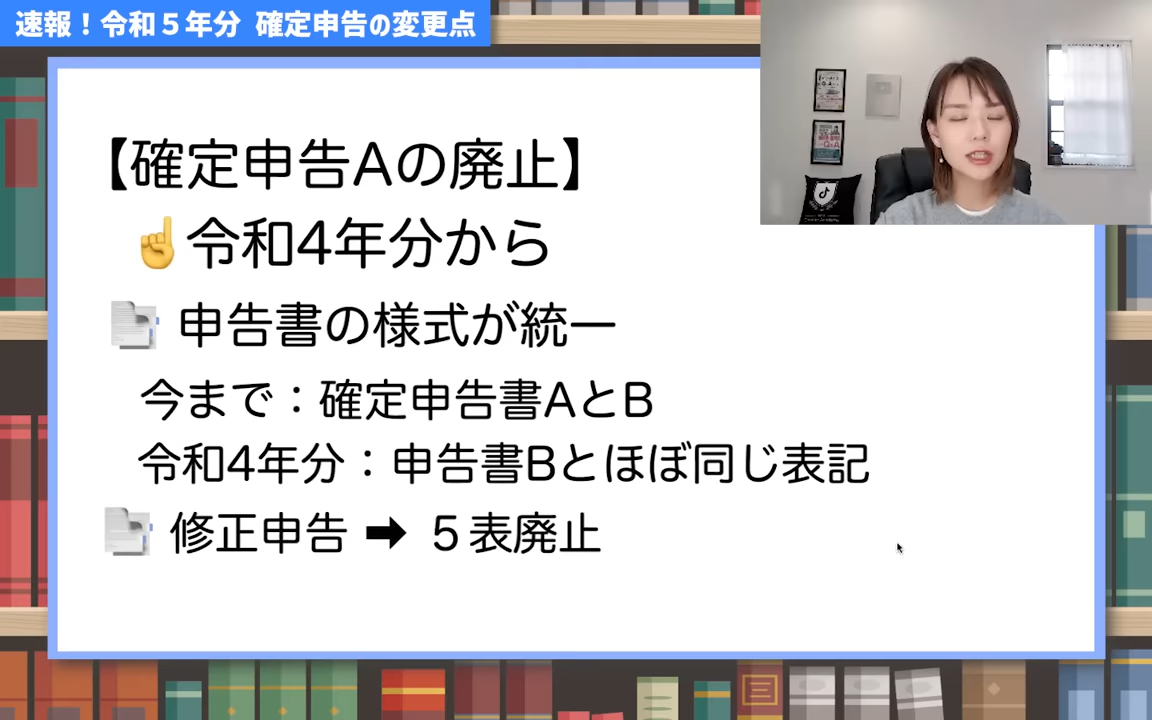 速報！令和５年分 確定申告の変更点
【確定申告Aの廃止】
☝令和4年分から
申告書の様式が統一
今まで：確定申告書AとB
令和4年分：申告書Bとほぼ同じ表記
修正申告 ➡ ５表廃止
Q&A